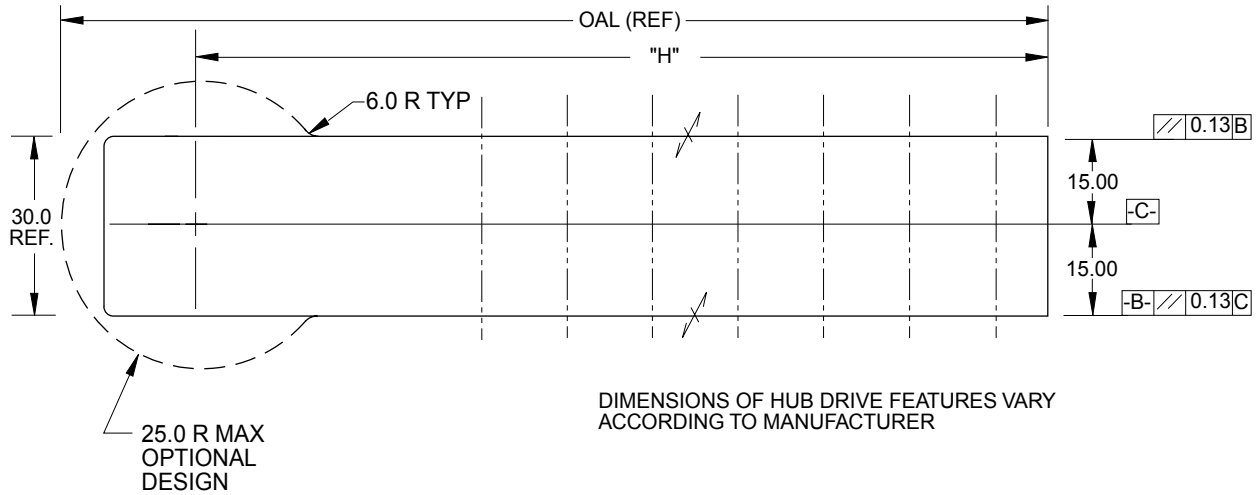 OAL (REF)
"H"
6.0 R TYP
// 0.13 B
30.0
REF.
15.00
-C-
15.00
-B- // 0.13 C
25.0 R MAX
OPTIONAL
DESIGN
DIMENSIONS OF HUB DRIVE FEATURES VARY
ACCORDING TO MANUFACTURER